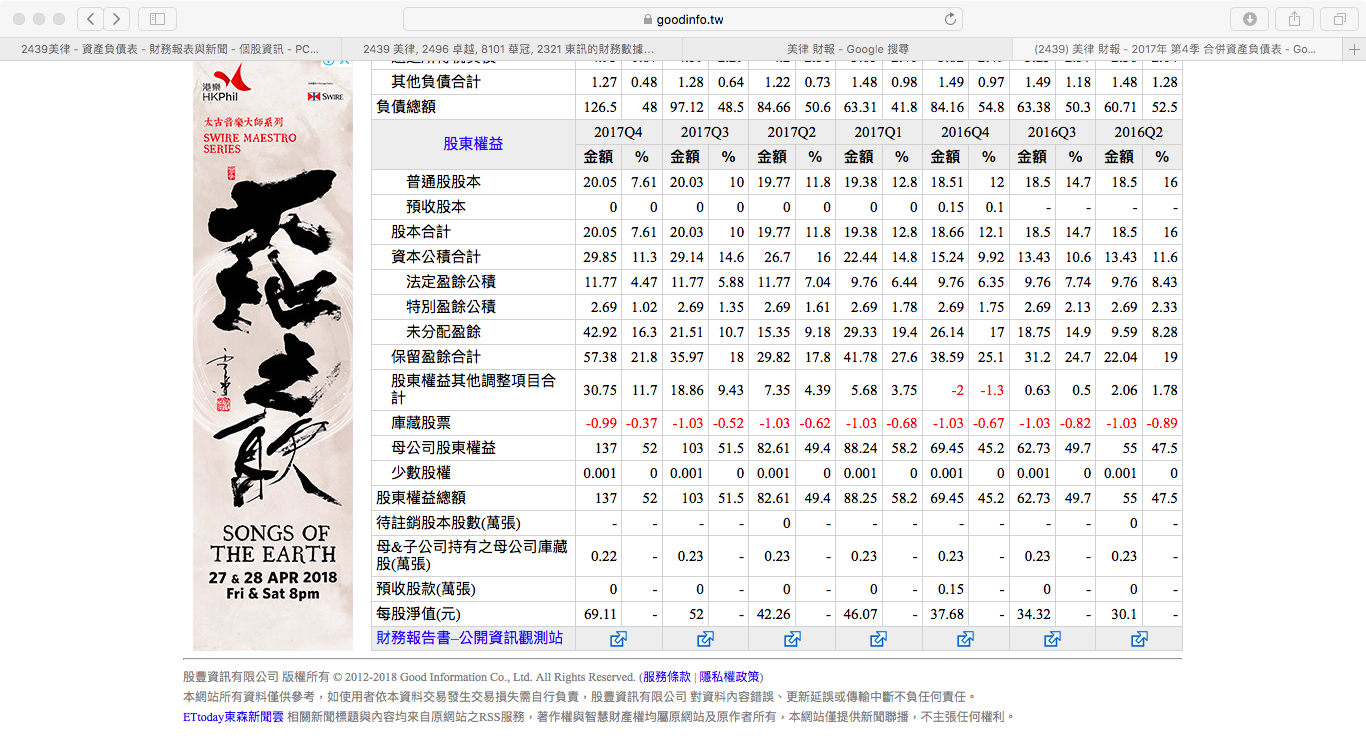 goodinfo.tw
2439美律 - 資產負債表 - 財務報表與新聞 - 個股資訊 - PC...
2439 美律, 2496 卓越, 8101 華冠, 2321 東訊的財務數據...
美律 財報 - Google 搜尋
(2439) 美律 財報 - 2017年 第4季 合併資產負債表 - Go...
港樂
HKPhil
SWIRE
太古音樂大師系列
SWIRE MAESTRO
SERIES
SONGS OF
THE EARTH
27 & 28 APR 2018
Fri & Sat 8pm
其他負債合計 1.27 0.48 1.28 0.64 1.22 0.73 1.48 0.98 1.49 0.97 1.49 1.18 1.48 1.28
負債總額 126.5 48 97.12 48.5 84.66 50.6 63.31 41.8 84.16 54.8 63.38 50.3 60.71 52.5
股東權益 2017Q4 2017Q3 2017Q2 2017Q1 2016Q4 2016Q3 2016Q2
金額 % 金額 % 金額 % 金額 % 金額 % 金額 % 金額 %
普通股股本 20.05 7.61 20.03 10 19.77 11.8 19.38 12.8 18.51 12 18.5 14.7 18.5 16
預收股本 0 0 0 0 0 0 0 0 0.15 0.1 - - - -
股本合計 20.05 7.61 20.03 10 19.77 11.8 19.38 12.8 18.66 12.1 18.5 14.7 18.5 16
資本公積合計 29.85 11.3 29.14 14.6 26.7 16 22.44 14.8 15.24 9.92 13.43 10.6 13.43 11.6
法定盈餘公積 11.77 4.47 11.77 5.88 11.77 7.04 9.76 6.44 9.76 6.35 9.76 7.74 9.76 8.43
特別盈餘公積 2.69 1.02 2.69 1.35 2.69 1.61 2.69 1.78 2.69 1.75 2.69 2.13 2.69 2.33
未分配盈餘 42.92 16.3 21.51 10.7 15.35 9.18 29.33 19.4 26.14 17 18.75 14.9 9.59 8.28
保留盈餘合計 57.38 21.8 35.97 18 29.82 17.8 41.78 27.6 38.59 25.1 31.2 24.7 22.04 19
股東權益其他調整項目合
計 30.75 11.7 18.86 9.43 7.35 4.39 5.68 3.75 -2 -1.3 0.63 0.5 2.06 1.78
庫藏股票 -0.99 -0.37 -1.03 -0.52 -1.03 -0.62 -1.03 -0.68 -1.03 -0.67 -1.03 -0.82 -1.03 -0.89
母公司股東權益 137 52 103 51.5 82.61 49.4 88.24 58.2 69.45 45.2 62.73 49.7 55 47.5
少數股權 0.001 0 0.001 0 0.001 0 0.001 0 0.001 0 0.001 0 0.001 0
股東權益總額 137 52 103 51.5 82.61 49.4 88.25 58.2 69.45 45.2 62.73 49.7 55 47.5
待註銷股本股數(萬張) - - - - 0 - - - - - - - 0 -
母&子公司持有之母公司庫藏
股(萬張) 0.22 - 0.23 - 0.23 - 0.23 - 0.23 - 0.23 - 0.23 -
預收股款(萬張) 0 - 0 - 0 - 0 - 0.15 - 0 - 0 -
每股淨值(元) 69.11 - 52 - 42.26 - 46.07 - 37.68 - 34.32 - 30.1 -
財務報告書–公開資訊觀測站
股豐資訊有限公司 版權所有 © 2012-2018 Good Information Co., Ltd. All Rights Reserved. (服務條款 | 隱私權政策)
本網站所有資料僅供參考，如使用者依本資料交易發生交易損失需自行負責，股豐資訊有限公司 對資料內容錯誤、更新延誤或傳輸中斷不負任何責任。
ETtoday東森新聞雲 相關新聞標題與內容均來自原網站之RSS服務，著作權與智慧財產權均屬原網站及原作者所有，本網站僅提供新聞聯播，不主張任何權利。